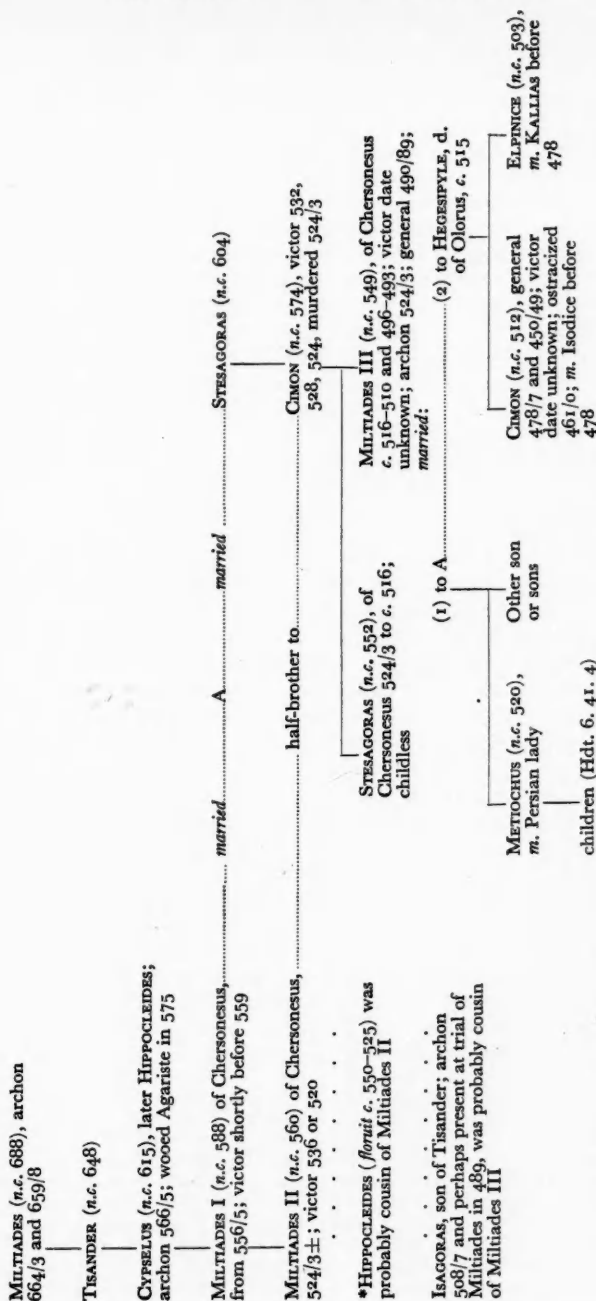 MILTIADES (n.c. 688), archon
664/3 and 659/8
TISANDER (n.c. 648)
CYPSELUS (n.c. 615), later HIPPOCLEIDES;
archon 566/5; wooed Agariste in 575
MILTIADES I (n.c. 588) of Chersonesus, married A married STESAGORAS (n.c. 604)
from 556/5; victor shortly before 559
MILTIADES II (n.c. 560) of Chersonesus, half-brother to CIMON (n.c. 574), victor 532,
524/3±; victor 536 or 520
528, 524, murdered 524/3
*HIPPOCLEIDES (floruit c. 550–525) was
probably cousin of Miltiades II
STESAGORAS (n.c. 552), of
Chersonesus 524/3 to c. 516;
childless
MILTIADES III (n.c. 549), of Chersonesus
c. 516–510 and 496–493; victor date
unknown; archon 524/3; general 490/89;
married:
ISAGORAS, son of Tisander; archon
508/7 and perhaps present at trial of
Miltiades in 489, was probably cousin
of Miltiades III
(1) to A (2) to HEGESIPYLE, d.
of Olorus, c. 515
METIOCHUS (n.c. 520),
m. Persian lady
children (Hdt. 6. 41. 4)
Other son
or sons
CIMON (n.c. 512), general
478/7 and 450/49; victor
date unknown; ostracized
461/0; m. Isodice before
478
ELPINICE (n.c. 503),
m. KALLIAS before
478